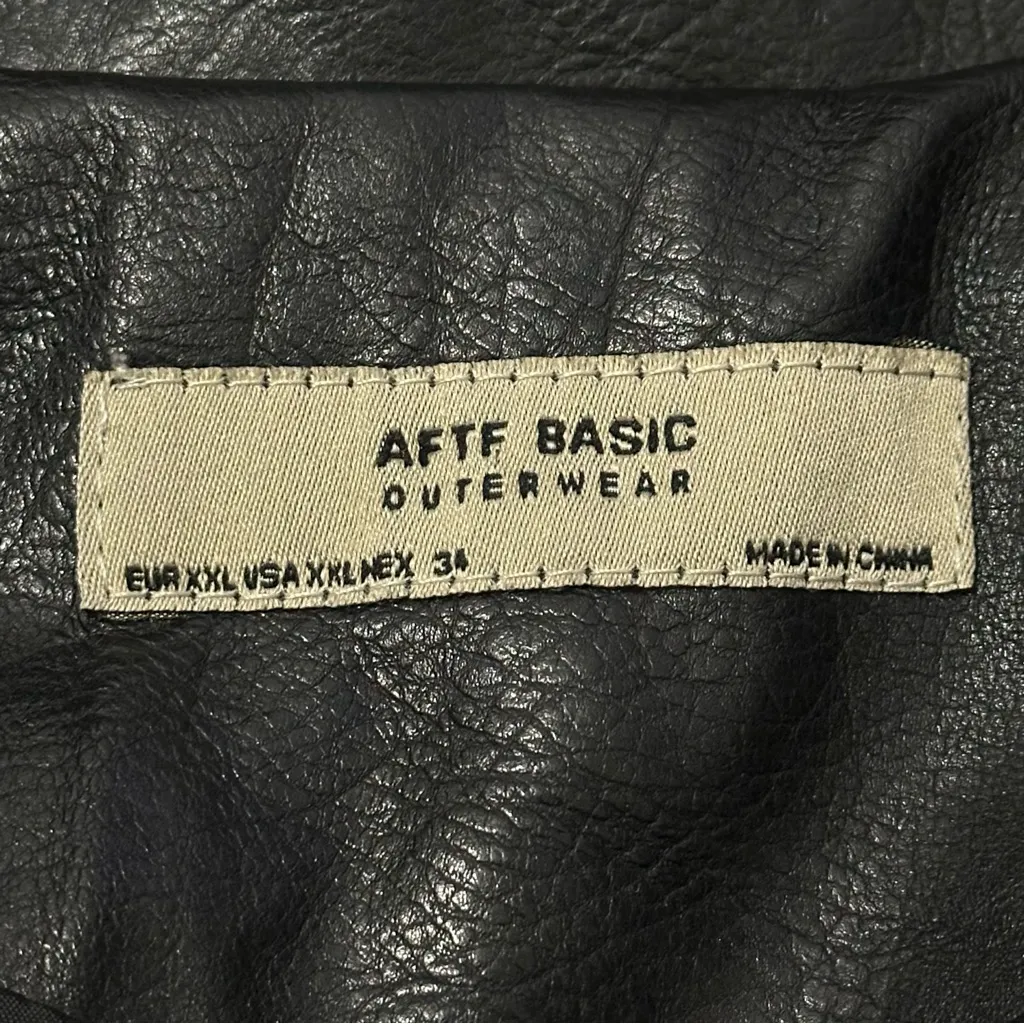 AFTF BASIC
OUTERWEAR
EUR XXL USA XXL MEX 34
MADE IN CHINA